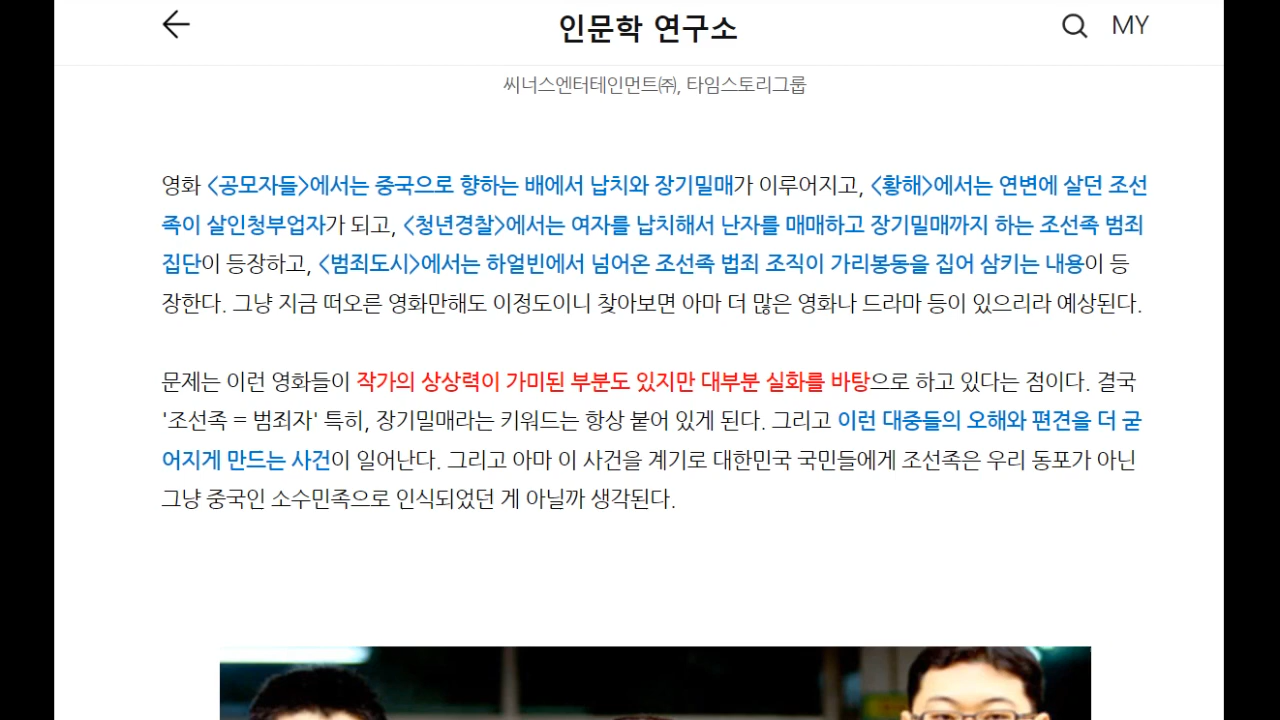 인문학 연구소
MY
씨너스엔터테인먼트㈜, 타임스토리그룹
영화 <공모자들>에서는 중국으로 향하는 배에서 납치와 장기밀매가 이루어지고, <황해>에서는 연변에 살던 조선
족이 살인청부업자가 되고, <청년경찰>에서는 여자를 납치해서 난자를 매매하고 장기밀매까지 하는 조선족 범죄
집단이 등장하고, <범죄도시>에서는 하얼빈에서 넘어온 조선족 범죄 조직이 가리봉동을 집어 삼키는 내용이 등
장한다. 그냥 지금 떠오른 영화만해도 이정도이니 찾아보면 아마 더 많은 영화나 드라마 등이 있으리라 예상된다.
문제는 이런 영화들이 작가의 상상력이 가미된 부분도 있지만 대부분 실화를 바탕으로 하고 있다는 점이다. 결국
'조선족 = 범죄자' 특히, 장기밀매라는 키워드는 항상 붙어 있게 된다. 그리고 이런 대중들의 오해와 편견을 더 굳
어지게 만드는 사건이 일어난다. 그리고 아마 이 사건을 계기로 대한민국 국민들에게 조선족은 우리 동포가 아닌
그냥 중국인 소수민족으로 인식되었던 게 아닐까 생각된다.